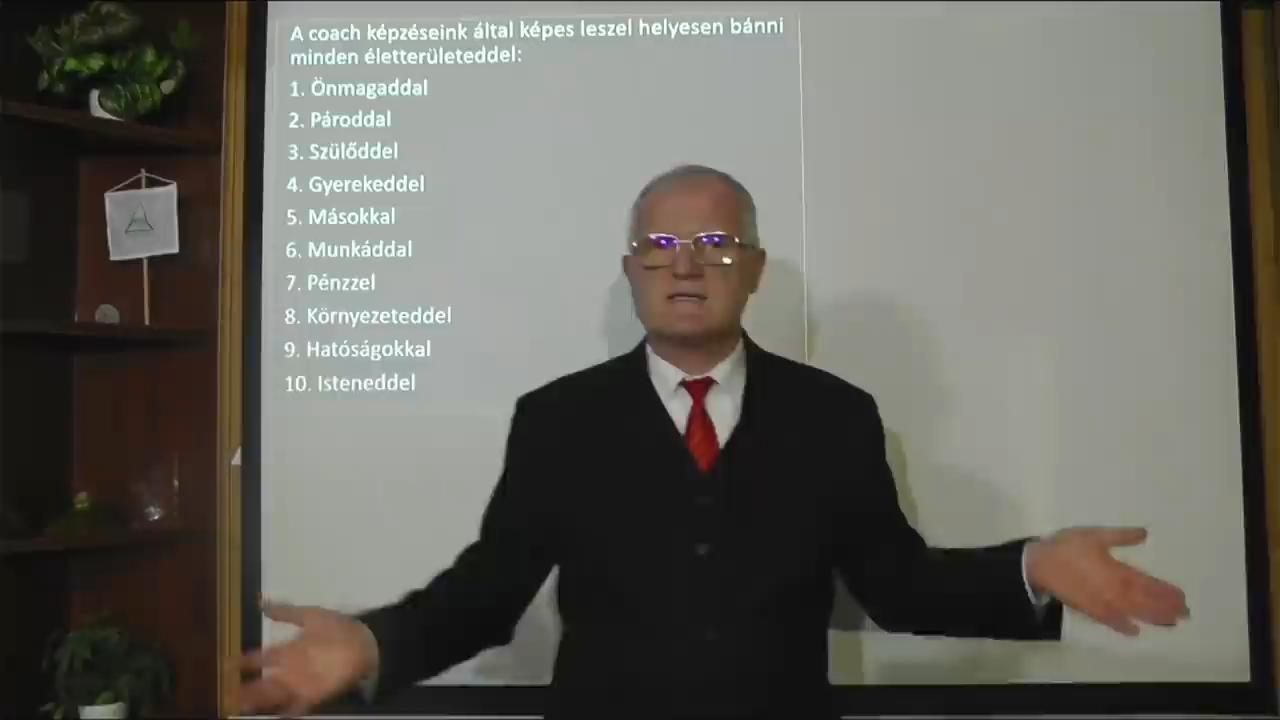 A coach képzéseink által képes leszel helyesen bánni
minden életterületeddel:
1. Önmagaddal
2. Pároddal
3. Szülőddel
4. Gyerekeddel
5. Másokkal
6. Munkáddal
7. Pénzzel
8. Környezeteddel
9. Hatóságokkal
10. Isteneddel